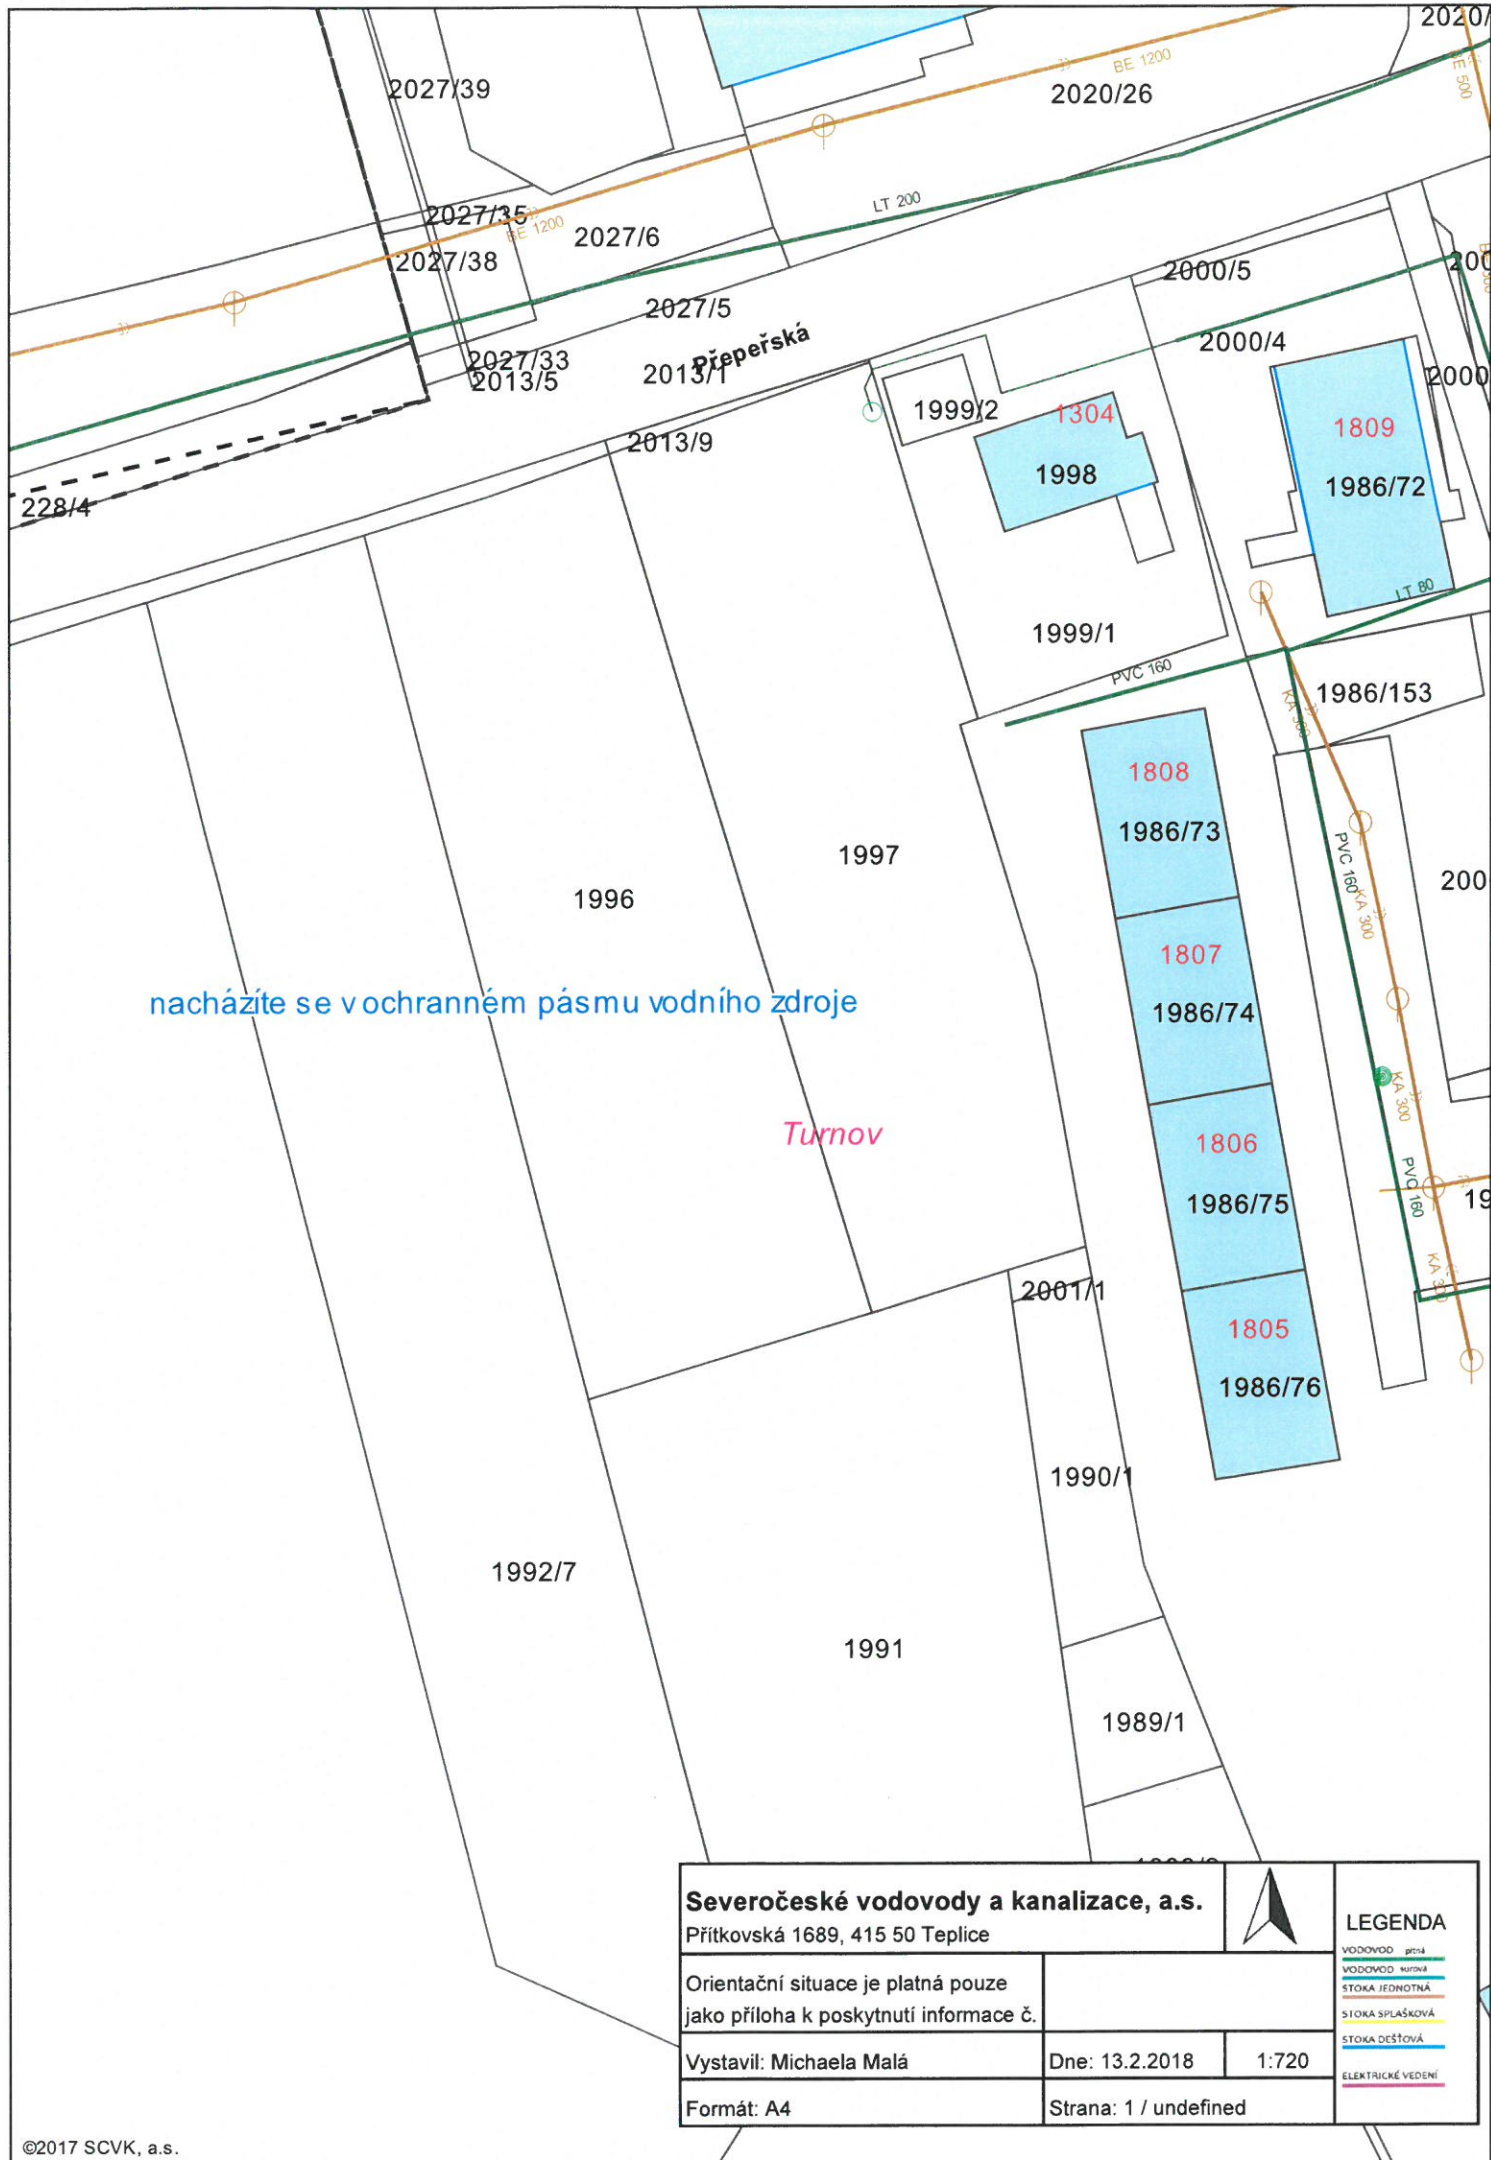 2020/
2027/39
BE 1200
2020/26
BE 500
LT 200
2027/35
BE 1200
2027/6
2027/38
2000/5
2027/5
Přepeřská
2000/4
2027/33
2013/1
2013/5
2000
1999/2
1304
1809
2013/9
1998
1986/72
228/4
LT 80
1999/1
PVC 160
1986/153
KA 300
1808
1986/73
PVC 160
1997
200
1996
KA 300
1807
nacházíte se v ochranném pásmu vodního zdroje
1986/74
KA 300
Turnov
1806
PVC 160
1986/75
19
KA 300
2001/1
1805
1986/76
1990/1
1992/7
1991
1989/1
Severočeské vodovody a kanalizace, a.s.
Přítkovská 1689, 415 50 Teplice
Orientační situace je platná pouze
jako příloha k poskytnutí informace č.
Vystavil: Michaela Malá
Dne: 13.2.2018
1:720
Formát: A4
Strana: 1 / undefined
LEGENDA
VODOVOD pitná
VODOVOD surová
STOKA JEDNOTNÁ
STOKA SPLAŠKOVÁ
STOKA DEŠŤOVÁ
ELEKTRICKÉ VEDENÍ
©2017 SCVK, a.s.